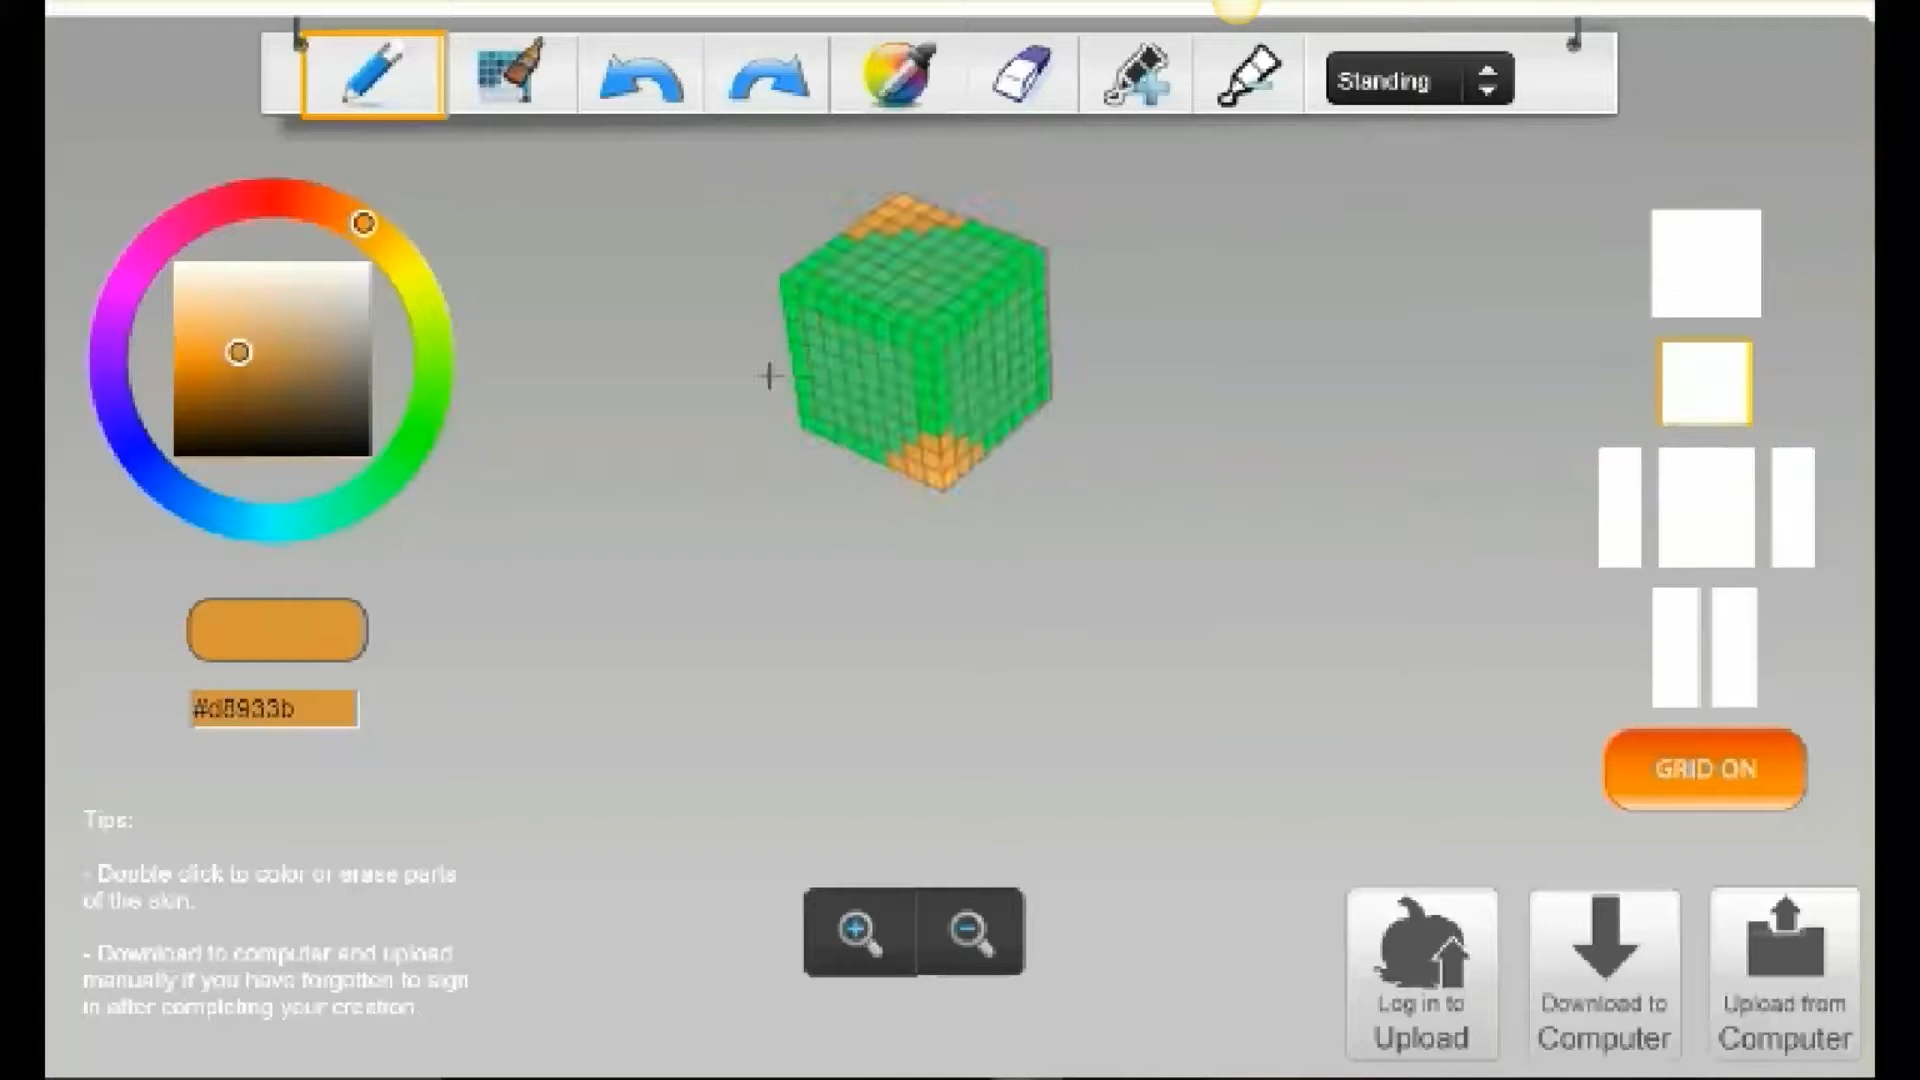 Standing
#d8933b
GRID ON
Tips:
- Double click to color or erase parts
of the skin.
- Download to computer and upload
manually if you have forgotten to sign
in after completing your creation.
Log in to
Upload
Download to
Computer
Upload from
Computer